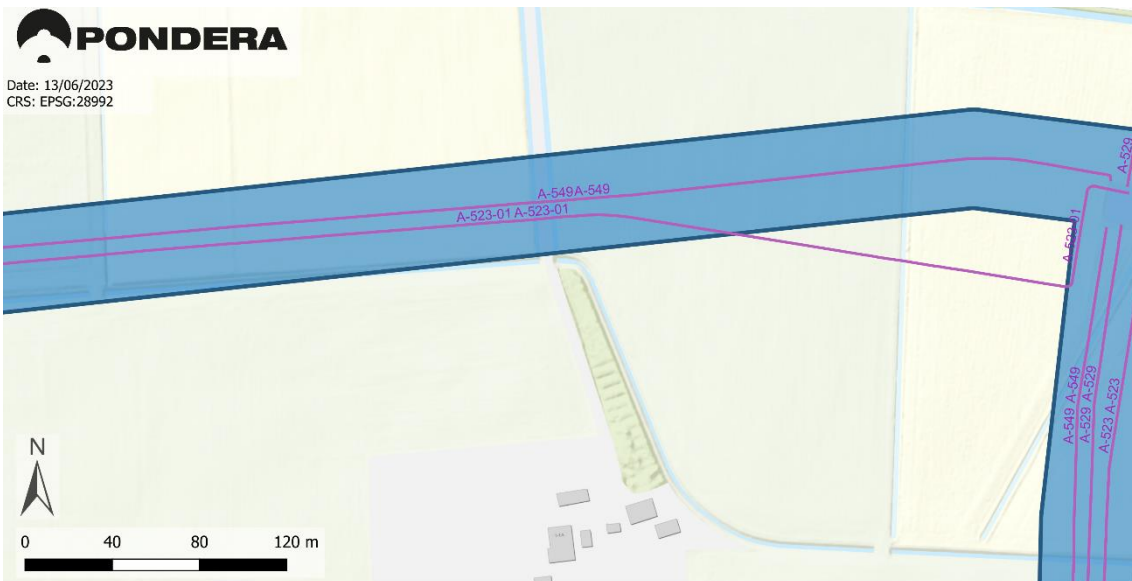 PONDERA
Date: 13/06/2023
CRS: EPSG:28992
A-529
A-549 A-549
A-523-01 A-523-01
A-523-01
A-549 A-549
A-529 A-529
A-523 A-523
N
0 40 80 120 m